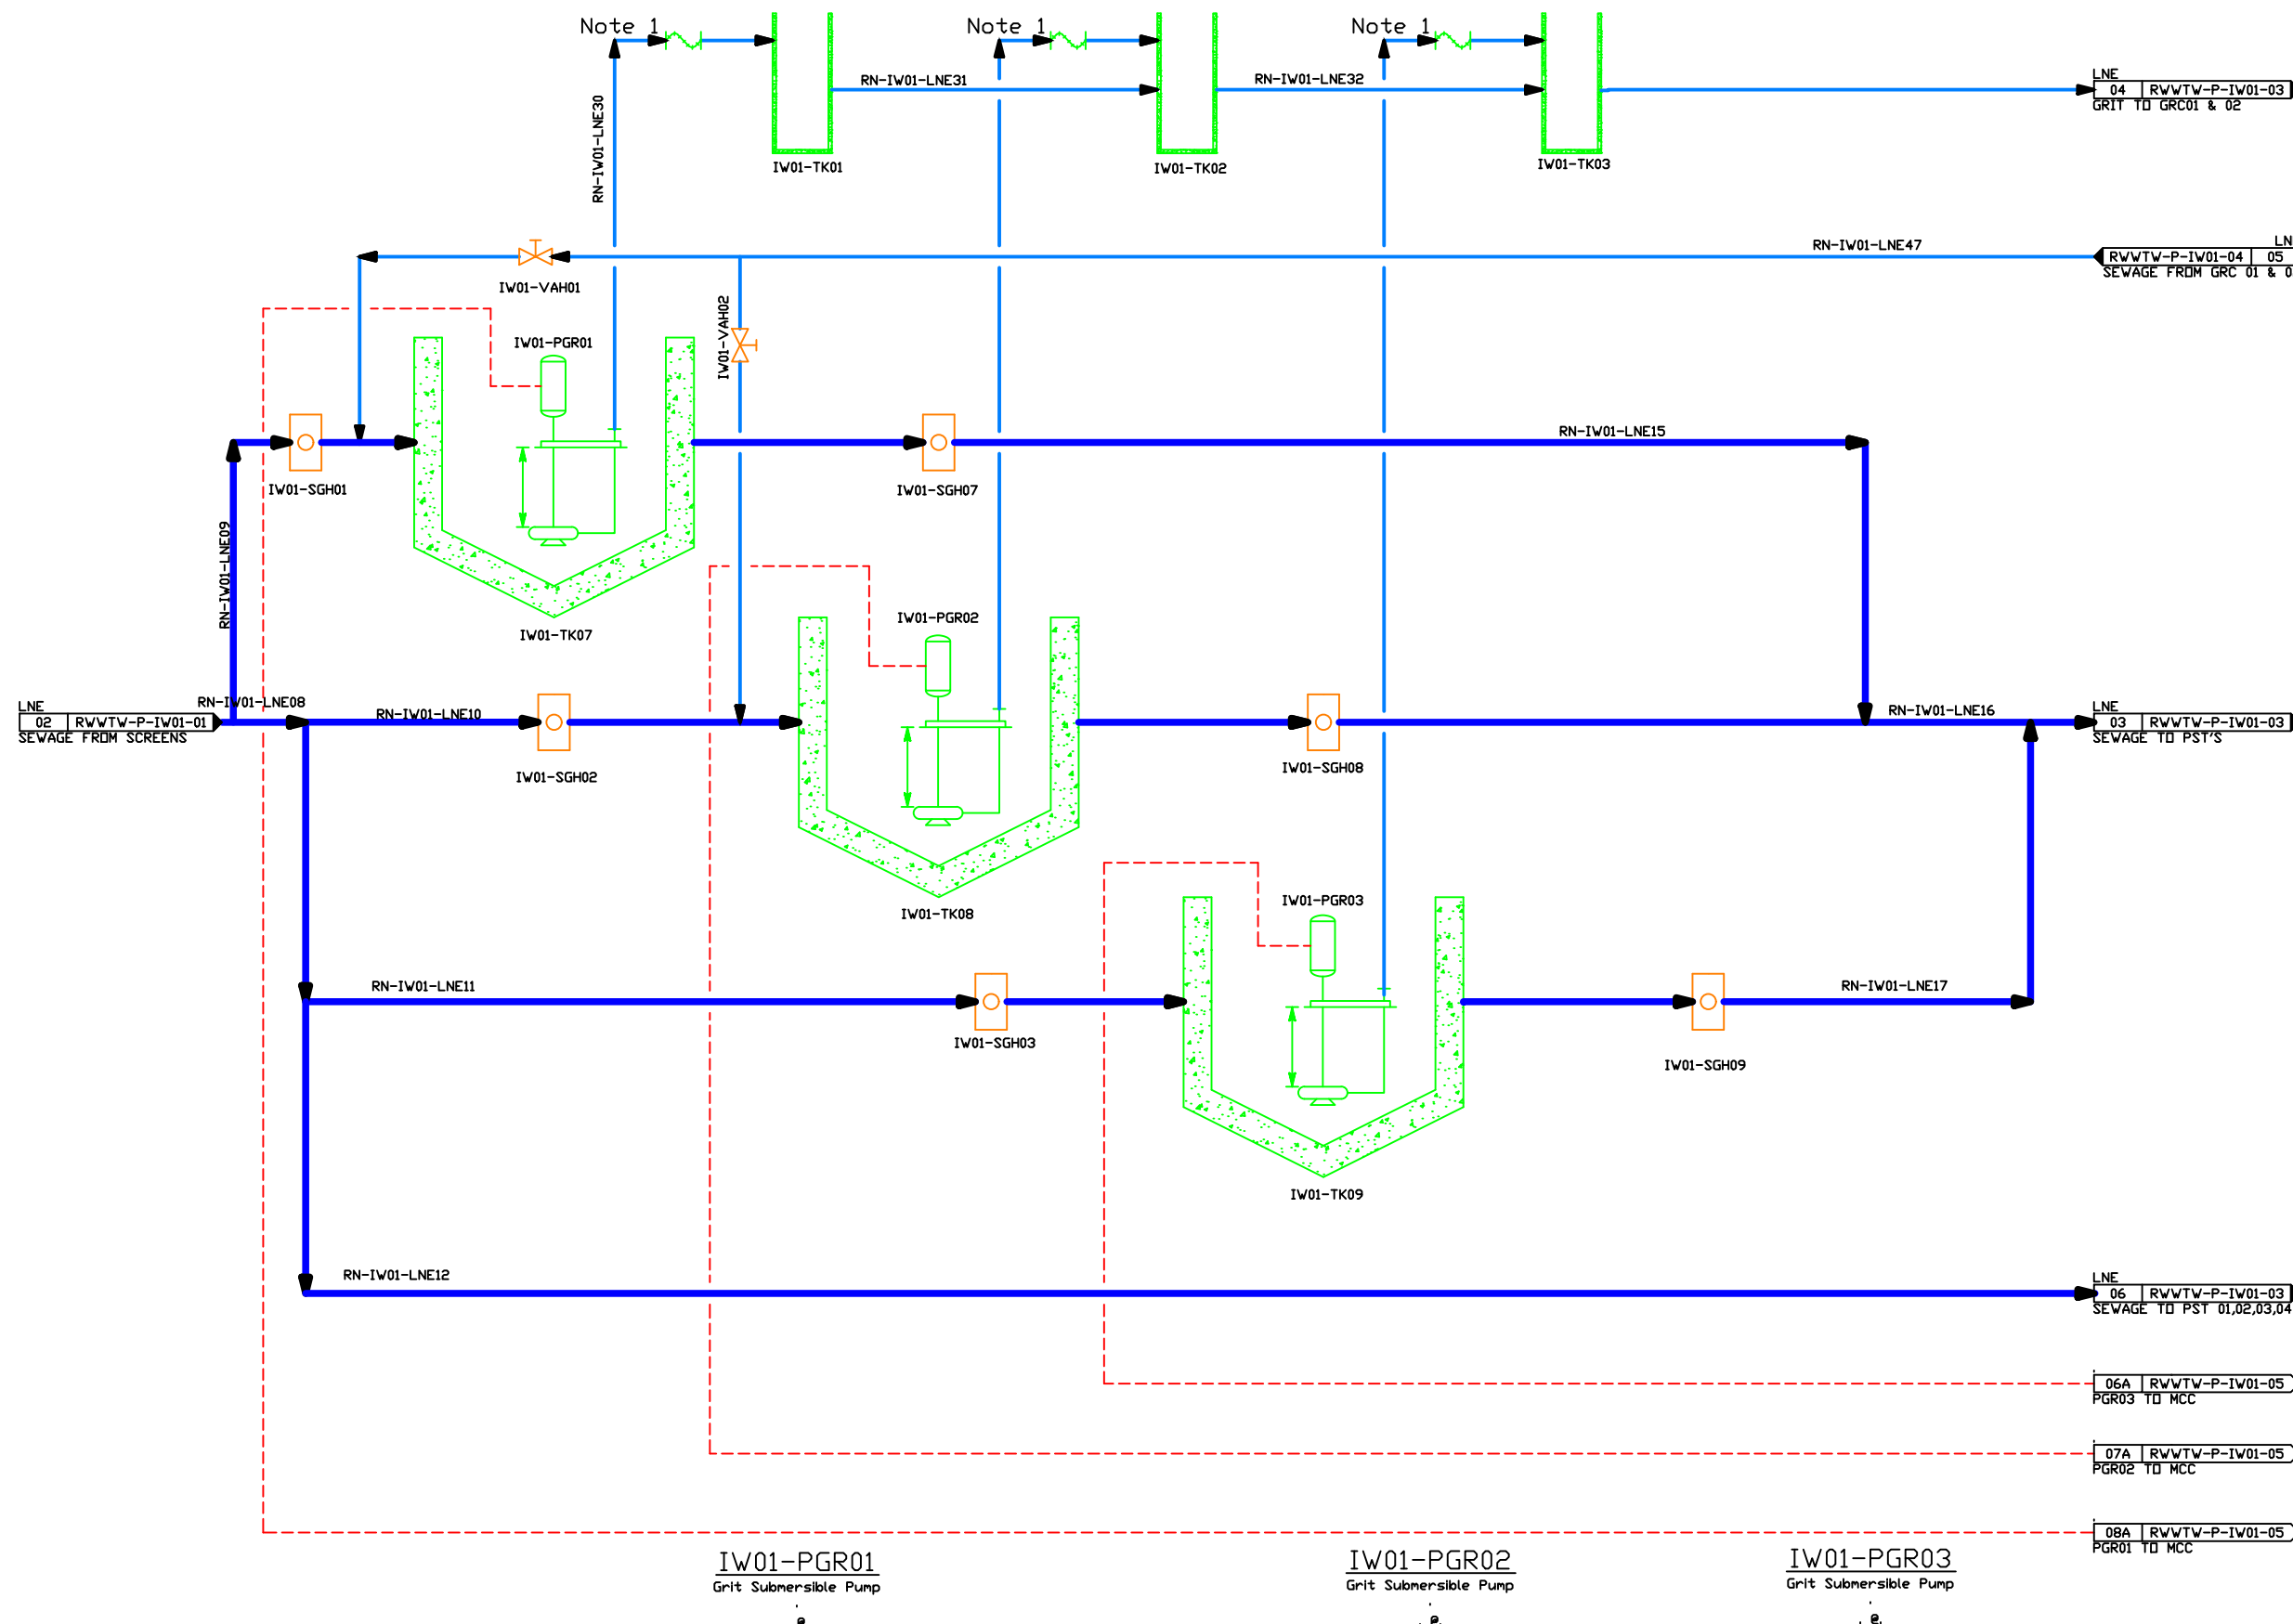 Note 1
Note 1
Note 1
RN-IW01-LNE31
RN-IW01-LNE32
LNE
04 RWWTW-P-IW01-03
GRIT TO GRC01 & 02
RN-IW01-LNE30
IW01-TK01
IW01-TK02
IW01-TK03
RN-IW01-LNE47
LN
RWWTW-P-IW01-04 05
SEWAGE FROM GRC 01 & 0
IW01-VAH01
IW01-VAH02
IW01-PGR01
RN-IW01-LNE15
IW01-SGH01
IW01-SGH07
RN-IW01-LNE09
IW01-TK07
IW01-PGR02
LNE
02 RWWTW-P-IW01-01
SEWAGE FROM SCREENS
RN-IW01-LNE08
RN-IW01-LNE10
RN-IW01-LNE16
LNE
03 RWWTW-P-IW01-03
SEWAGE TO PST'S
IW01-SGH02
IW01-SGH08
IW01-TK08
IW01-PGR03
RN-IW01-LNE11
RN-IW01-LNE17
IW01-SGH03
IW01-SGH09
IW01-TK09
RN-IW01-LNE12
LNE
06 RWWTW-P-IW01-03
SEWAGE TO PST 01,02,03,04
06A RWWTW-P-IW01-05
PGR03 TO MCC
07A RWWTW-P-IW01-05
PGR02 TO MCC
08A RWWTW-P-IW01-05
PGR01 TO MCC
IW01-PGR01
Grit Submersible Pump
IW01-PGR02
Grit Submersible Pump
IW01-PGR03
Grit Submersible Pump